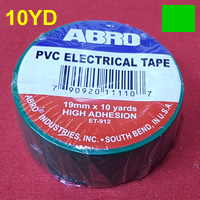 10YD
ABRO
PVC ELECTRICAL TAPE
7 90920 11110 7
19mm x 10 yards
HIGH ADHESION
ET-912
ABRO INDUSTRIES, INC. • SOUTH BEND, IN U.S.A.